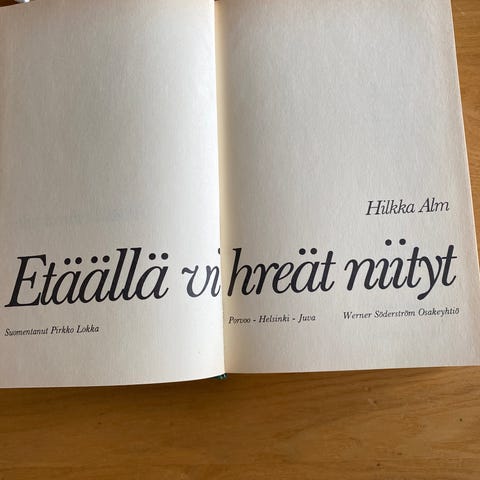 Hilkka Alm
Etäällä vihreät niityt
Suomentanut Pirkko Lokka
Porvoo - Helsinki - Juva
Werner Söderström Osakeyhtiö